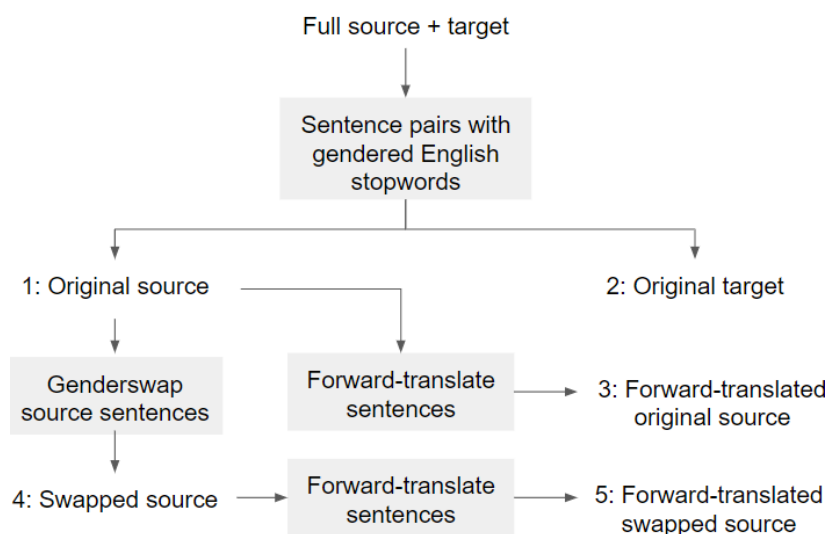 Full source + target
Sentence pairs with
gendered English
stopwords
1: Original source
2: Original target
Genderswap
source sentences
Forward-translate
sentences
3: Forward-translated
original source
4: Swapped source
Forward-translate
sentences
5: Forward-translated
swapped source